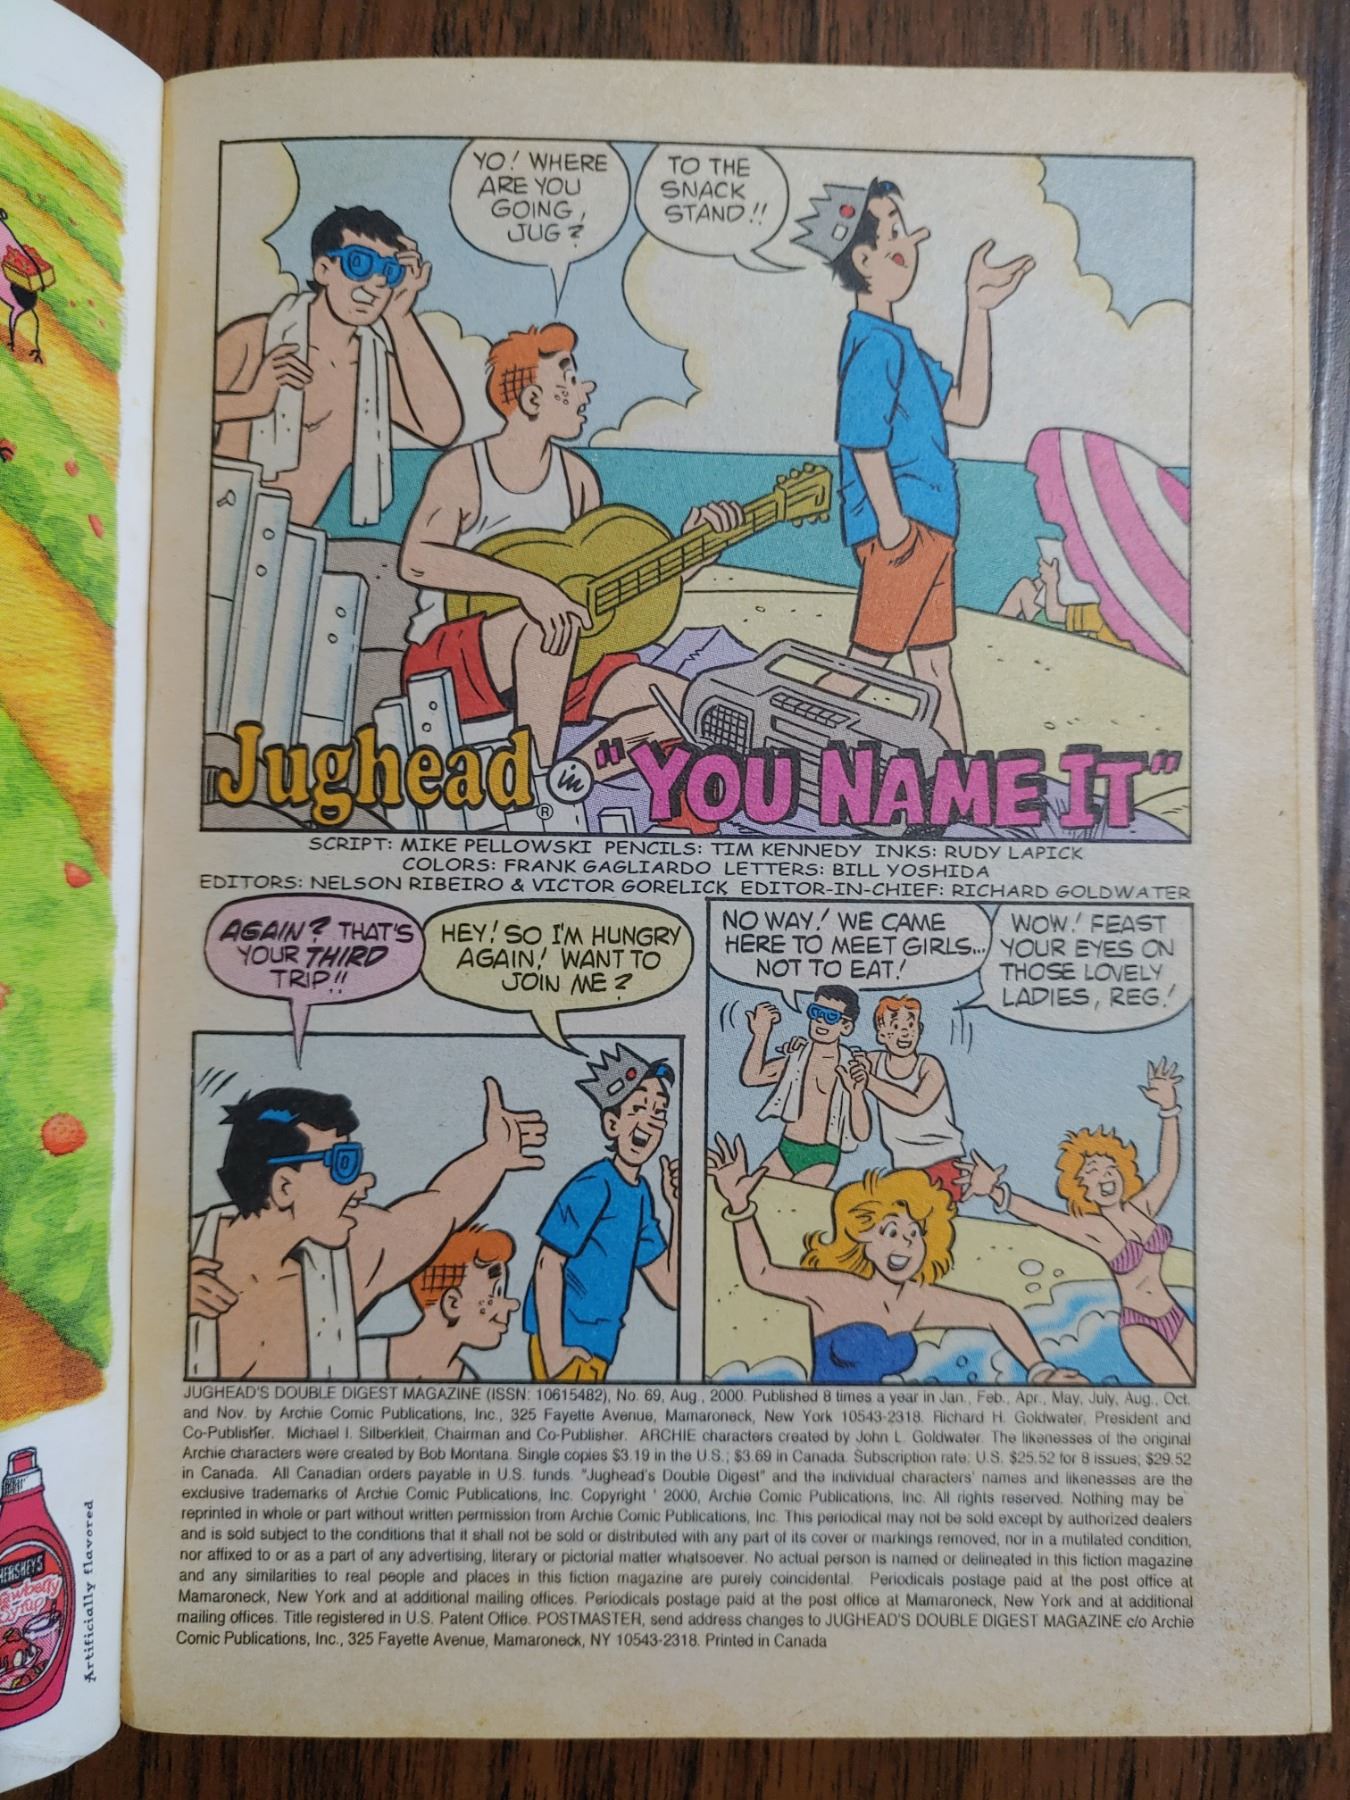 YO! WHERE
ARE YOU
GOING,
JUG?
TO THE
SNACK
STAND!!
Jughead
®
in
"YOU NAME IT"
SCRIPT: MIKE PELLOWSKI PENCILS: TIM KENNEDY INKS: RUDY LAPICK
COLORS: FRANK GAGLIARDO LETTERS: BILL YOSHIDA
EDITORS: NELSON RIBEIRO & VICTOR GORELICK EDITOR-IN-CHIEF: RICHARD GOLDWATER
AGAIN? THAT'S
YOUR THIRD
TRIP!!
HEY! SO I'M HUNGRY
AGAIN! WANT TO
JOIN ME?
NO WAY! WE CAME
HERE TO MEET GIRLS...
NOT TO EAT!
WOW! FEAST
YOUR EYES ON
THOSE LOVELY
LADIES, REG!
JUGHEAD'S DOUBLE DIGEST MAGAZINE (ISSN: 10615482), No. 69, Aug., 2000. Published 8 times a year in Jan., Feb., Apr., May, July, Aug., Oct.
and Nov. by Archie Comic Publications, Inc., 325 Fayette Avenue, Mamaroneck, New York 10543-2318. Richard H. Goldwater, President and
Co-Publisher. Michael I. Silberkleit, Chairman and Co-Publisher. ARCHIE characters created by John L. Goldwater. The likenesses of the original
Archie characters were created by Bob Montana. Single copies $3.19 in the U.S.; $3.69 in Canada. Subscription rate: U.S. $25.52 for 8 issues; $29.52
in Canada. All Canadian orders payable in U.S. funds. "Jughead's Double Digest" and the individual characters' names and likenesses are the
exclusive trademarks of Archie Comic Publications, Inc. Copyright ' 2000, Archie Comic Publications, Inc. All rights reserved. Nothing may be
reprinted in whole or part without written permission from Archie Comic Publications, Inc. This periodical may not be sold except by authorized dealers
and is sold subject to the conditions that it shall not be sold or distributed with any part of its cover or markings removed, nor in a mutilated condition,
nor affixed to or as a part of any advertising, literary or pictorial matter whatsoever. No actual person is named or delineated in this fiction magazine
and any similarities to real people and places in this fiction magazine are purely coincidental. Periodicals postage paid at the post office at
Mamaroneck, New York and at additional mailing offices. Periodicals postage paid at the post office at Mamaroneck, New York and at additional
mailing offices. Title registered in U.S. Patent Office. POSTMASTER, send address changes to JUGHEAD'S DOUBLE DIGEST MAGAZINE c/o Archie
Comic Publications, Inc., 325 Fayette Avenue, Mamaroneck, NY 10543-2318. Printed in Canada
HERSHEY'S
Syrup
Artificially flavored